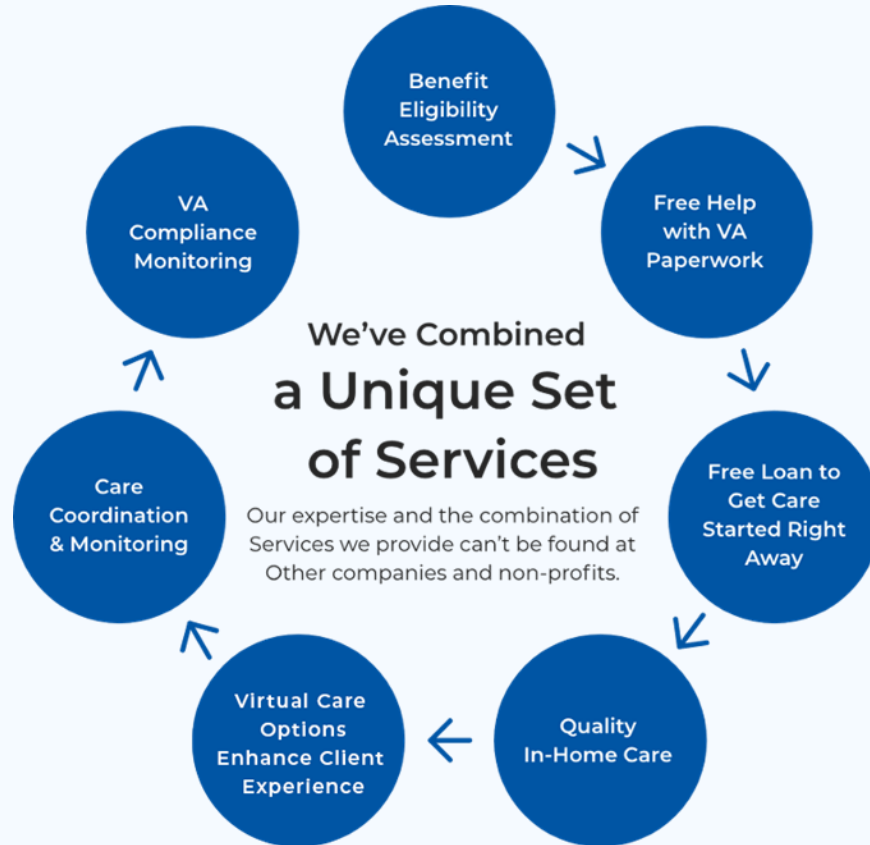 Benefit
Eligibility
Assessment
Free Help
with VA
Paperwork
Free Loan to
Get Care
Started Right
Away
Quality
In-Home Care
Virtual Care
Options
Enhance Client
Experience
Care
Coordination
& Monitoring
VA
Compliance
Monitoring
We've Combined
a Unique Set
of Services
Our expertise and the combination of
Services we provide can't be found at
Other companies and non-profits.